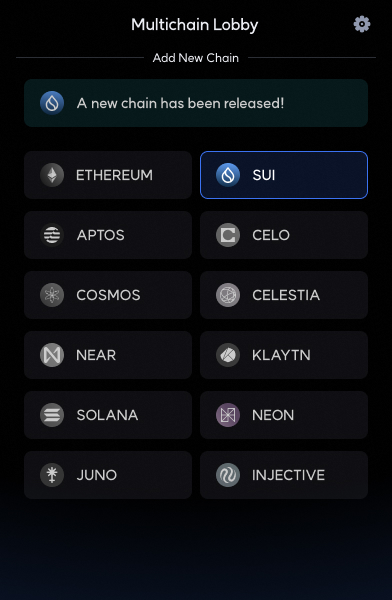 Multichain Lobby
Add New Chain
A new chain has been released!
ETHEREUM
SUI
APTOS
CELO
COSMOS
CELESTIA
NEAR
KLAYTN
SOLANA
NEON
JUNO
INJECTIVE